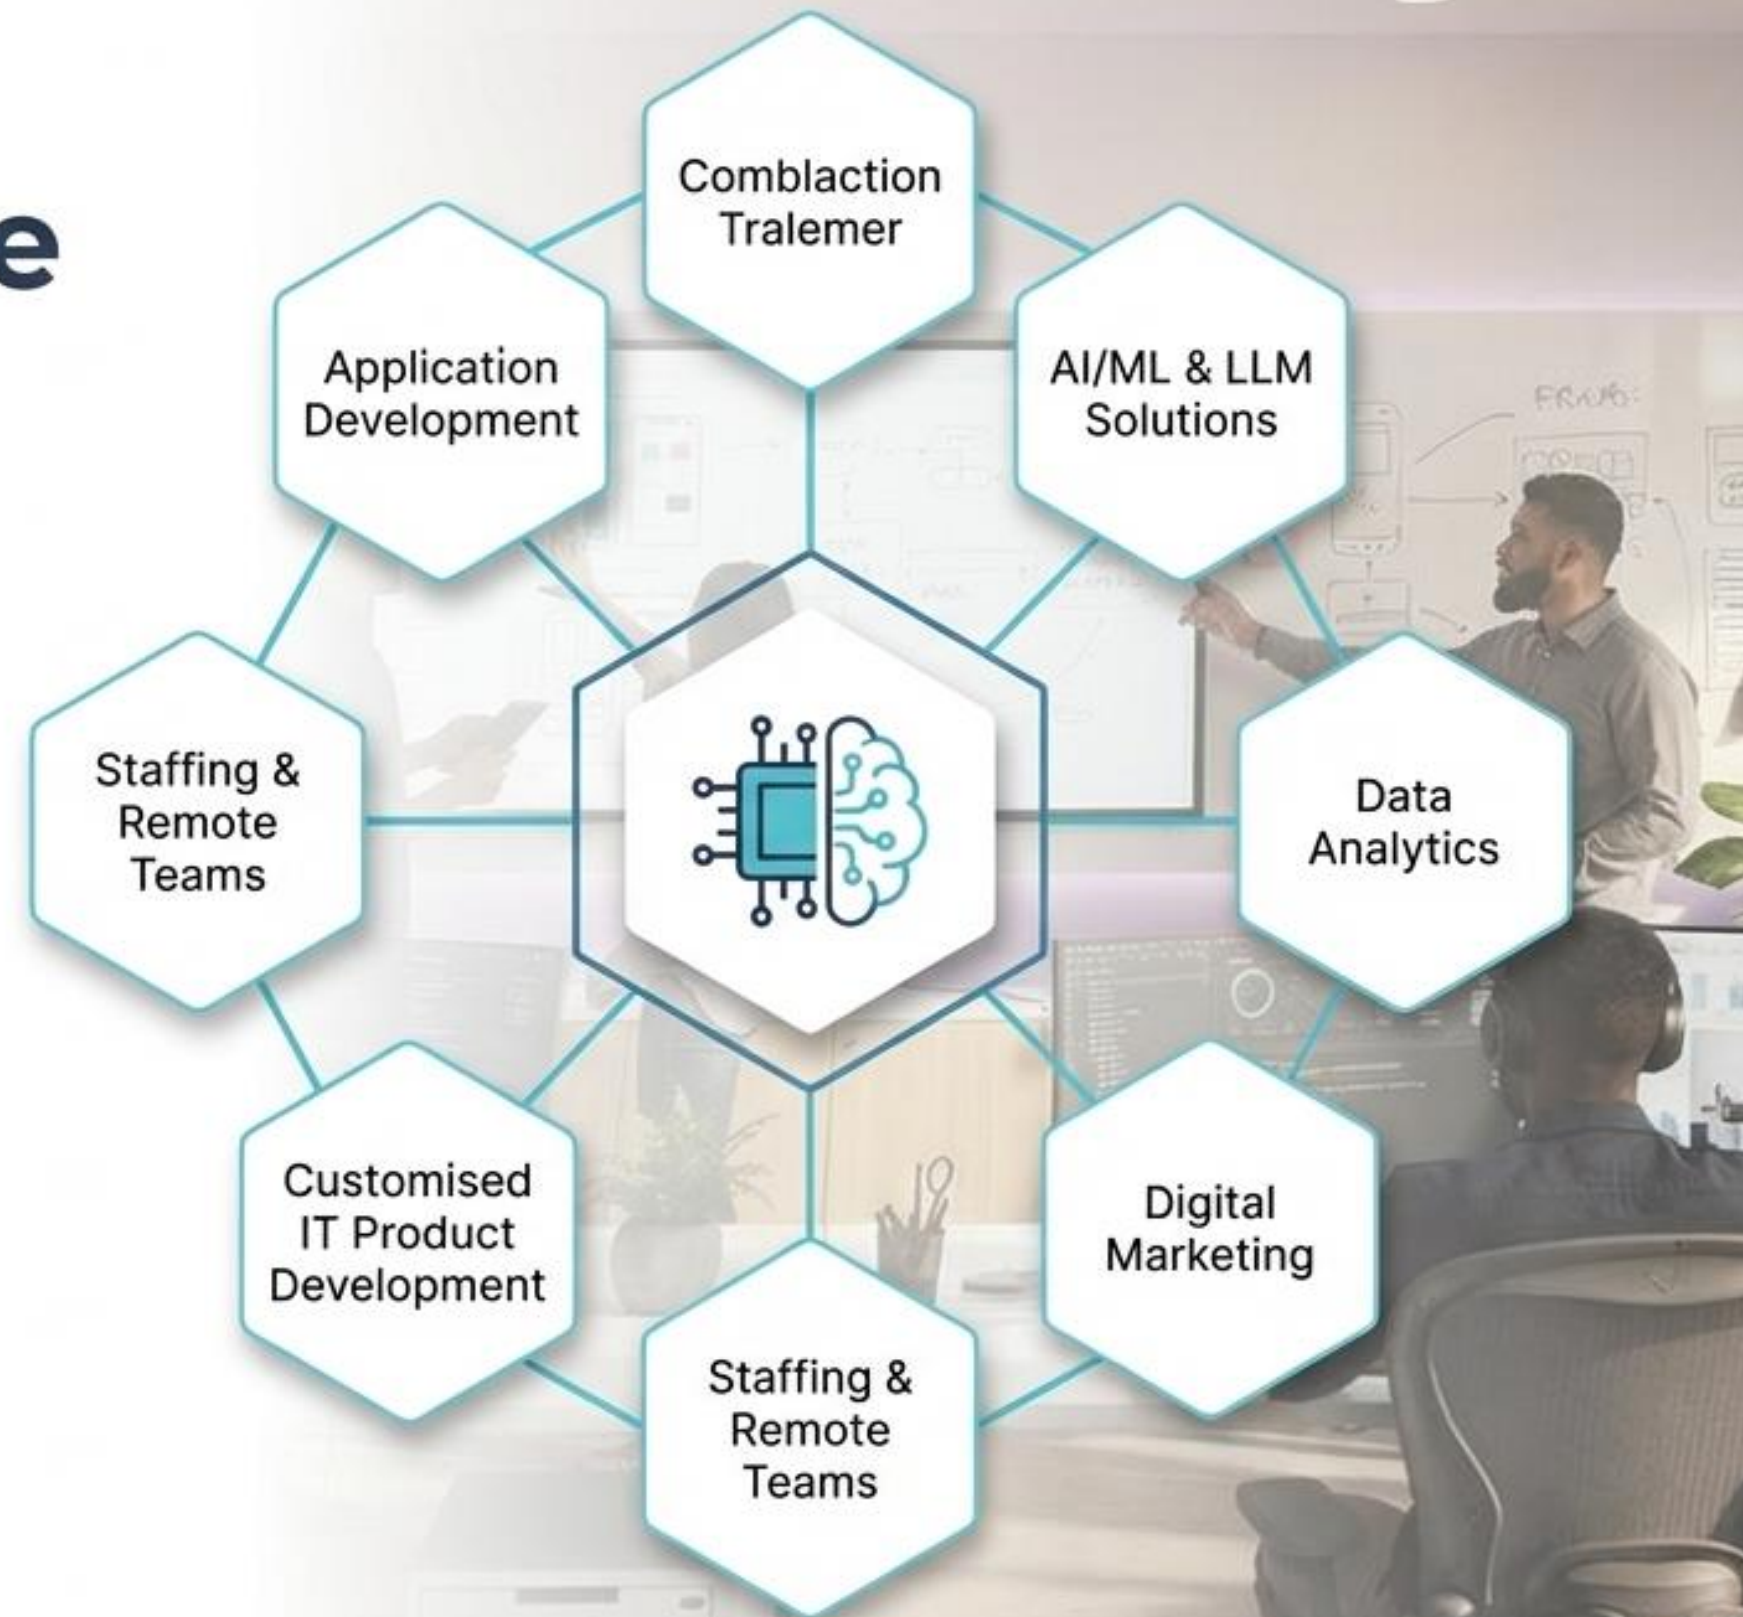 e
Comblaction
Tralemer
Application
Development
AI/ML & LLM
Solutions
Staffing &
Remote
Teams
Data
Analytics
Customised
IT Product
Development
Digital
Marketing
Staffing &
Remote
Teams